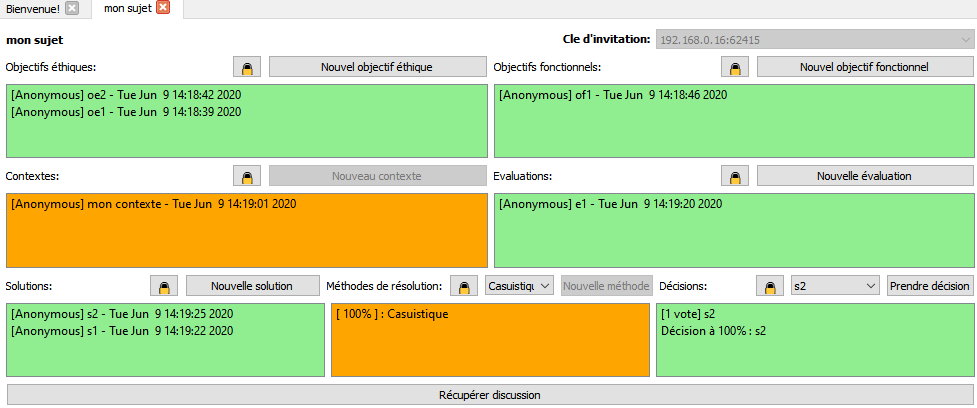 Bienvenue!
mon sujet
mon sujet
Cle d'invitation: 192.168.0.16:62415
Objectifs éthiques:
Nouvel objectif éthique
Objectifs fonctionnels:
Nouvel objectif fonctionnel
[Anonymous] oe2 - Tue Jun  9 14:18:42 2020
[Anonymous] oe1 - Tue Jun  9 14:18:39 2020
[Anonymous] of1 - Tue Jun  9 14:18:46 2020
Contextes:
Nouveau contexte
Evaluations:
Nouvelle évaluation
[Anonymous] mon contexte - Tue Jun  9 14:19:01 2020
[Anonymous] e1 - Tue Jun  9 14:19:20 2020
Solutions:
Nouvelle solution
Méthodes de résolution:
Casuistiq
Nouvelle méthode
Décisions:
s2
Prendre décision
[Anonymous] s2 - Tue Jun  9 14:19:25 2020
[Anonymous] s1 - Tue Jun  9 14:19:22 2020
[ 100% ] : Casuistique
[1 vote] s2
Décision à 100% : s2
Récupérer discussion